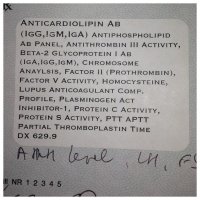 Anticardiolipin Ab
(IgG,IgM,IgA) antiphospholipid
Ab Panel, Antithrombin III Activity,
Beta-2 Glycoprotein I Ab
(IgA,IgG,IgM), Chromosome
Anaylsis, Factor II (Prothrombin),
Factor V Activity, Homocysteine,
Lupus Anticoagulant Comp.
Profile, Plasminogen Act
Inhibitor-1, Protein C Activity,
Protein S Activity, PTT APTT
Partial Thromboplastin Time
DX 629.9
AMH level, LH, FS
NR 1 2 3 4 5